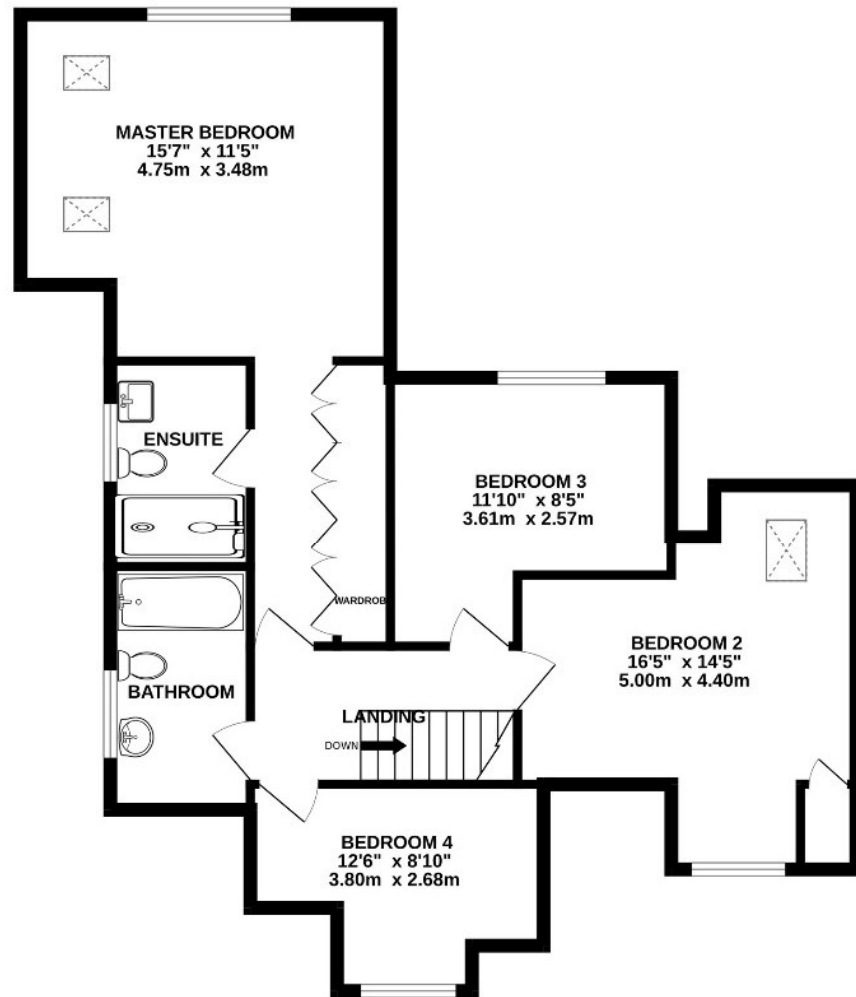 MASTER BEDROOM
15'7" x 11'5"
4.75m x 3.48m
ENSUITE
BEDROOM 3
11'10" x 8'5"
3.61m x 2.57m
WARDROB
BEDROOM 2
16'5" x 14'5"
5.00m x 4.40m
BATHROOM
LANDING
DOWN
BEDROOM 4
12'6" x 8'10"
3.80m x 2.68m